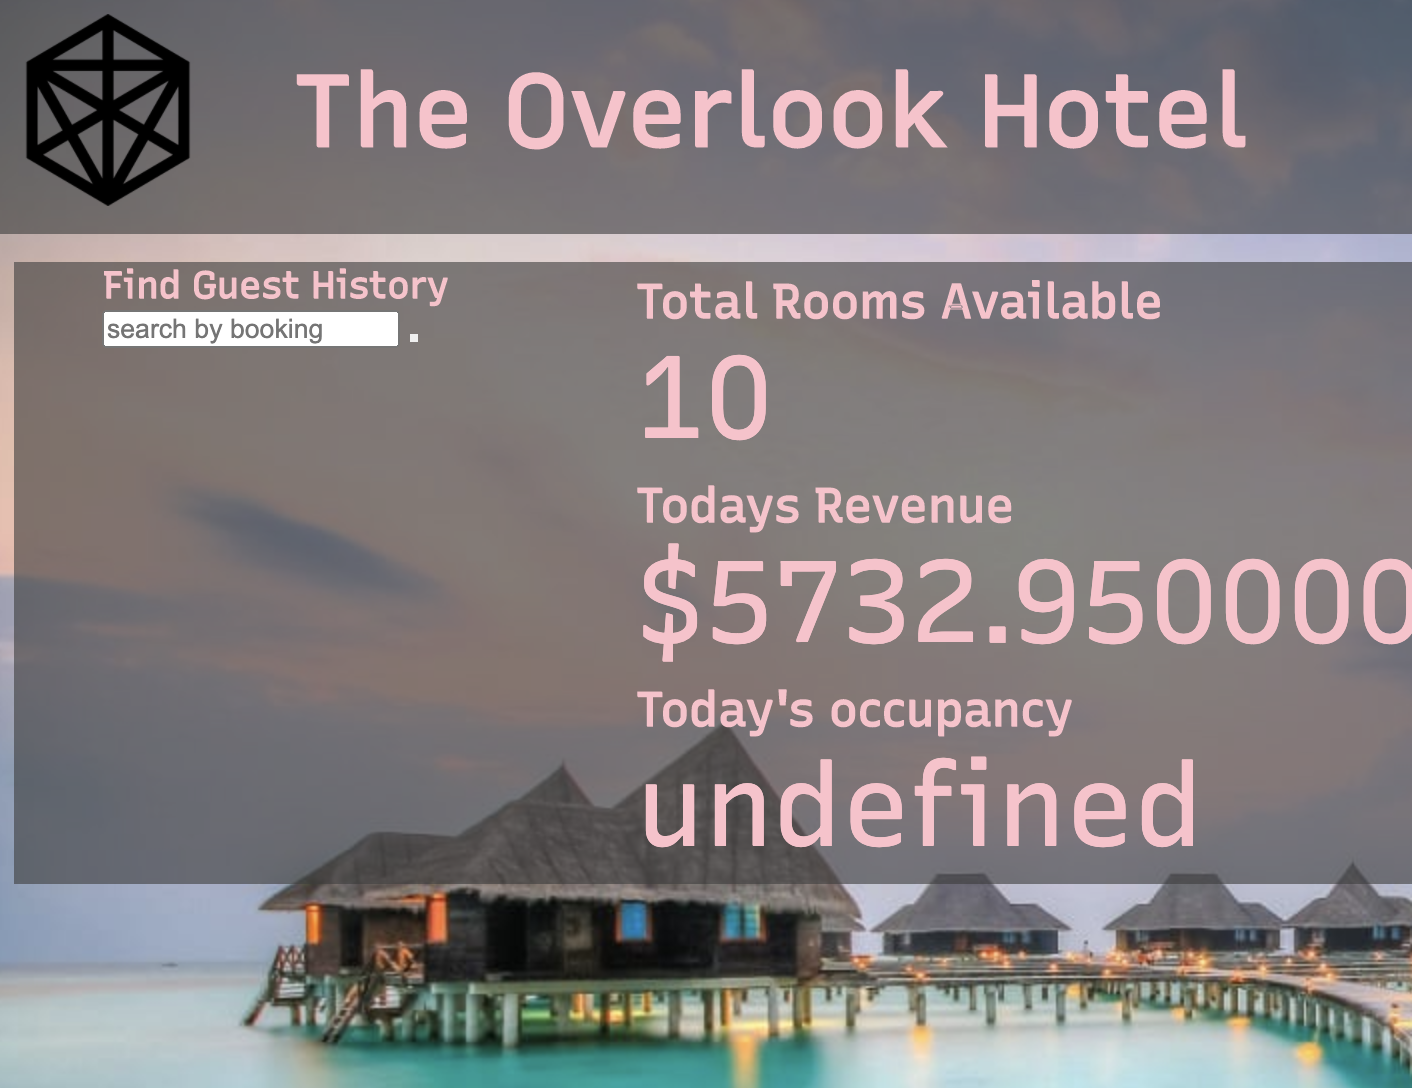 The Overlook Hotel
Find Guest History
search by booking
Total Rooms Available
10
Todays Revenue
$5732.950000
Today's occupancy
undefined